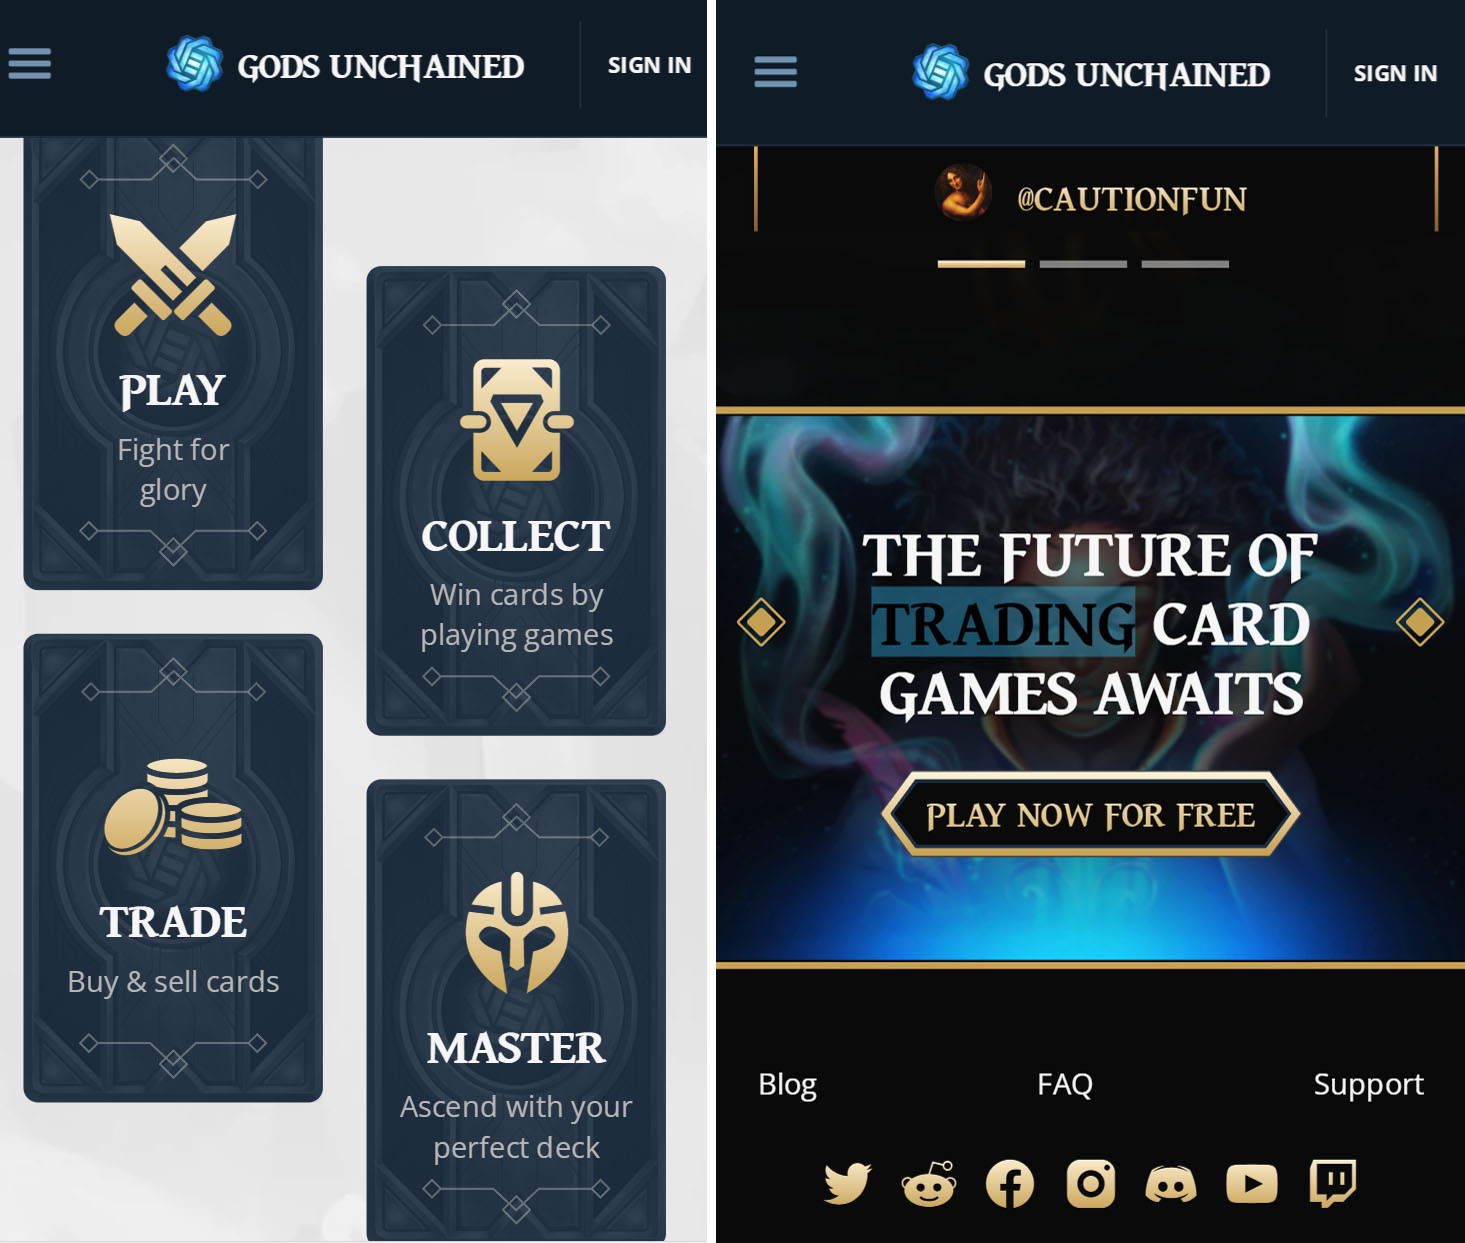 GODS UNCHAINED
SIGN IN
PLAY
Fight for
glory
COLLECT
Win cards by
playing games
TRADE
Buy & sell cards
MASTER
Ascend with your
perfect deck
GODS UNCHAINED
SIGN IN
@CAUTIONFUN
THE FUTURE OF
TRADING CARD
GAMES AWAITS
PLAY NOW FOR FREE
Blog
FAQ
Support